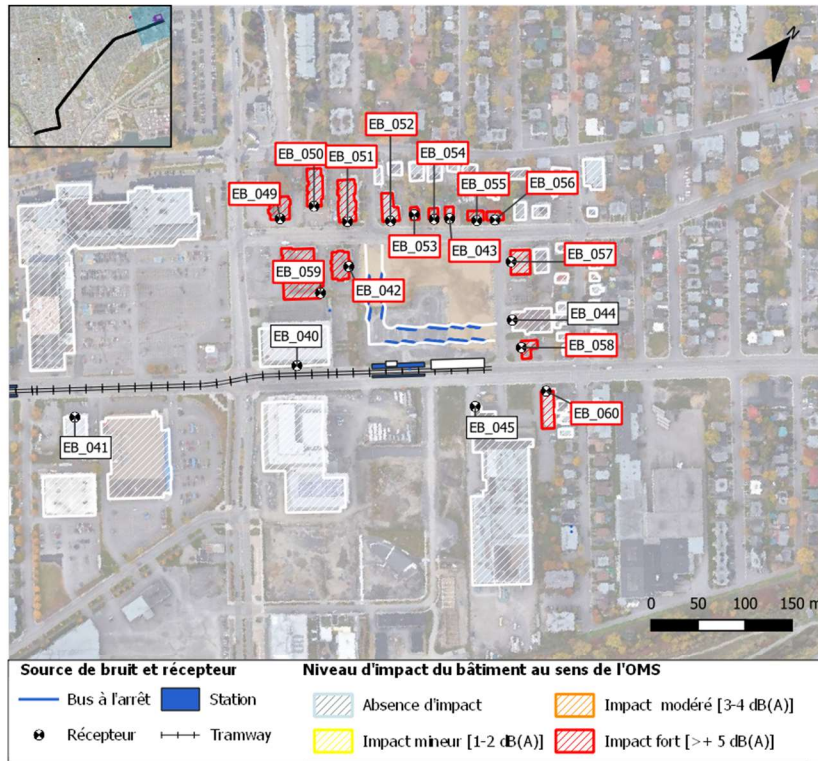 N
EB_052
EB_050
EB_051
EB_054
EB_055
EB_056
EB_049
EB_053
EB_043
EB_057
EB_059
EB_042
EB_044
EB_040
EB_058
EB_060
EB_045
EB_041
0 50 100 150 m
Source de bruit et récepteur
Bus à l'arrêt
Station
Récepteur
Tramway
Niveau d'impact du bâtiment au sens de l'OMS
Absence d'impact
Impact modéré [3-4 dB(A)]
Impact mineur [1-2 dB(A)]
Impact fort [>+ 5 dB(A)]